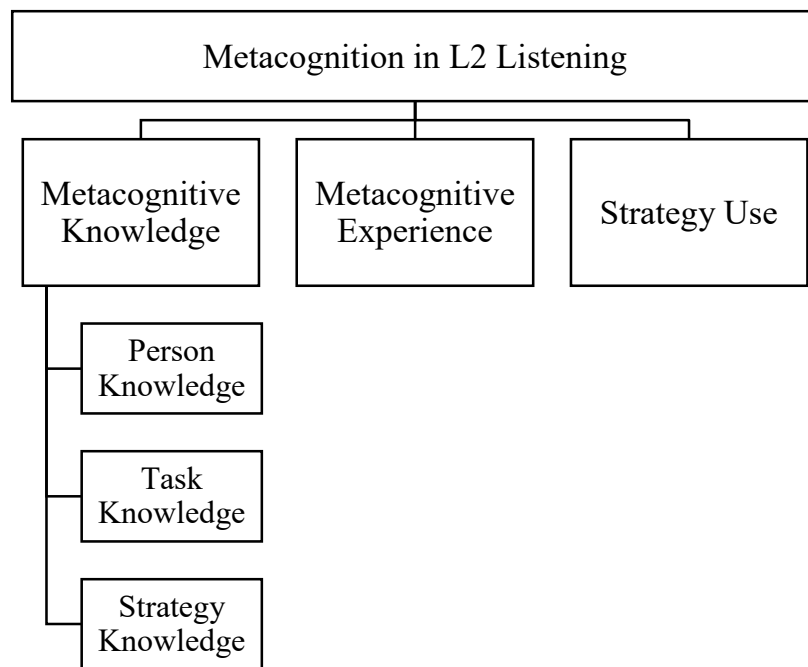 Metacognition in L2 Listening
Metacognitive
Knowledge
Metacognitive
Experience
Strategy Use
Person
Knowledge
Task
Knowledge
Strategy
Knowledge